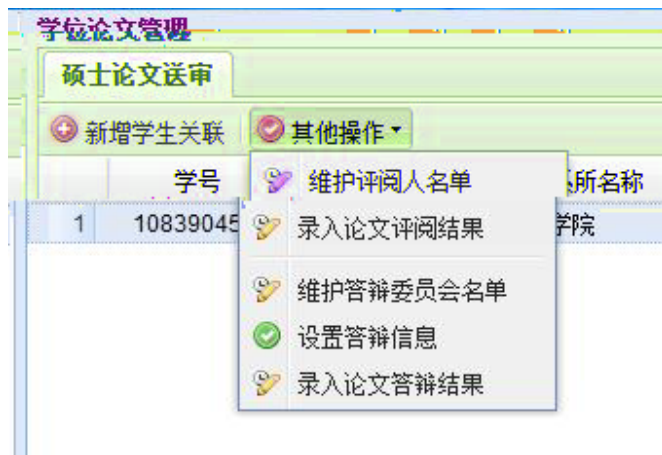 学位论文管理
硕士论文送审
新增学生关联 其他操作
学号 系所名称
1 10839045 学院
维护评阅人名单
录入论文评阅结果
维护答辩委员会名单
设置答辩信息
录入论文答辩结果